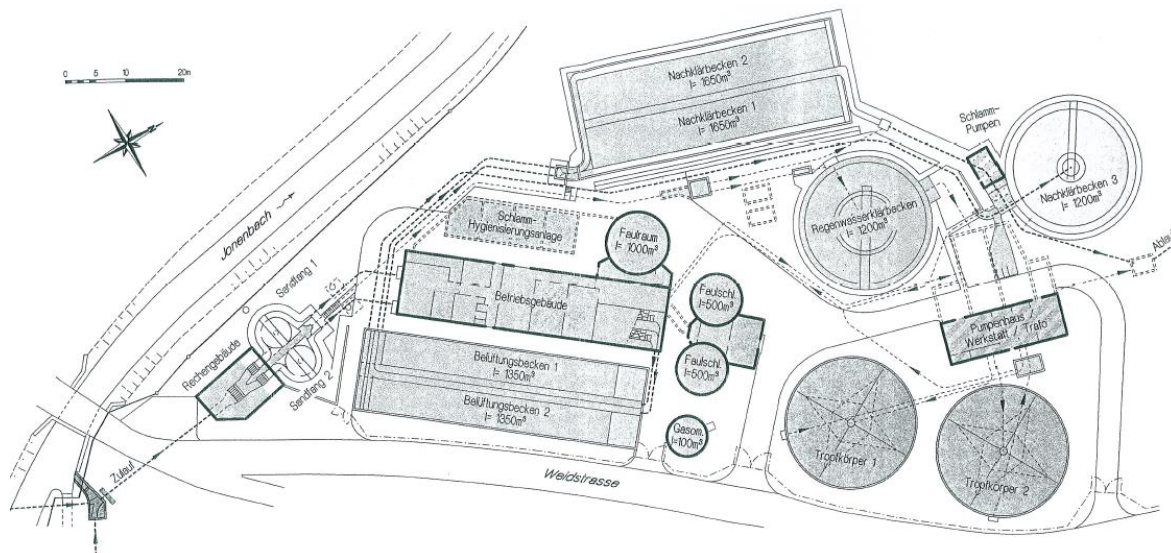 0 5 10 20m
N
Jonenbach
Zulauf
Rechengebäude
Sandfang 1
Sandfang 2
Schlamm-
Hygienisierungsanlage
Faulraum
I= 1000m³
Betriebsgebäude
Belüftungsbecken 1
I= 1350m³
Belüftungsbecken 2
I= 1350m³
Faulschl.
I=500m³
Faulschl.
I=500m³
Gasom.
I=100m³
Weidstrasse
Nachklärbecken 2
I= 1650m³
Nachklärbecken 1
I= 1650m³
Regenwasserklärbecken
I= 1200m³
Schlamm-
Pumpen
Nachklärbecken 3
I= 1200m³
Ablau
Pumpenhaus
Werkstatt / Trafo
Tropfkörper 1
Tropfkörper 2